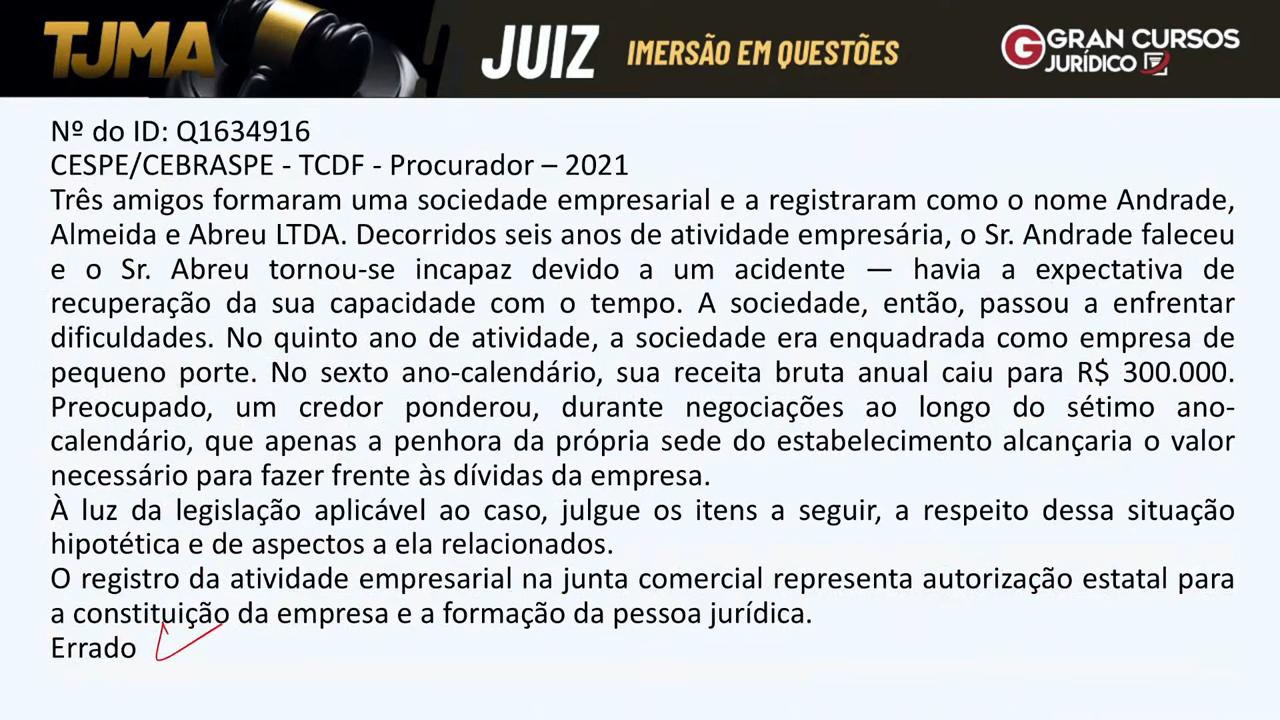 TJMA
JUIZ IMERSÃO EM QUESTÕES
GRAN CURSOS
JURÍDICO
Nº do ID: Q1634916
CESPE/CEBRASPE - TCDF - Procurador – 2021
Três amigos formaram uma sociedade empresarial e a registraram como o nome Andrade,
Almeida e Abreu LTDA. Decorridos seis anos de atividade empresária, o Sr. Andrade faleceu
e o Sr. Abreu tornou-se incapaz devido a um acidente — havia a expectativa de
recuperação da sua capacidade com o tempo. A sociedade, então, passou a enfrentar
dificuldades. No quinto ano de atividade, a sociedade era enquadrada como empresa de
pequeno porte. No sexto ano-calendário, sua receita bruta anual caiu para R$ 300.000.
Preocupado, um credor ponderou, durante negociações ao longo do sétimo ano-
calendário, que apenas a penhora da própria sede do estabelecimento alcançaria o valor
necessário para fazer frente às dívidas da empresa.
À luz da legislação aplicável ao caso, julgue os itens a seguir, a respeito dessa situação
hipotética e de aspectos a ela relacionados.
O registro da atividade empresarial na junta comercial representa autorização estatal para
a constituição da empresa e a formação da pessoa jurídica.
Errado